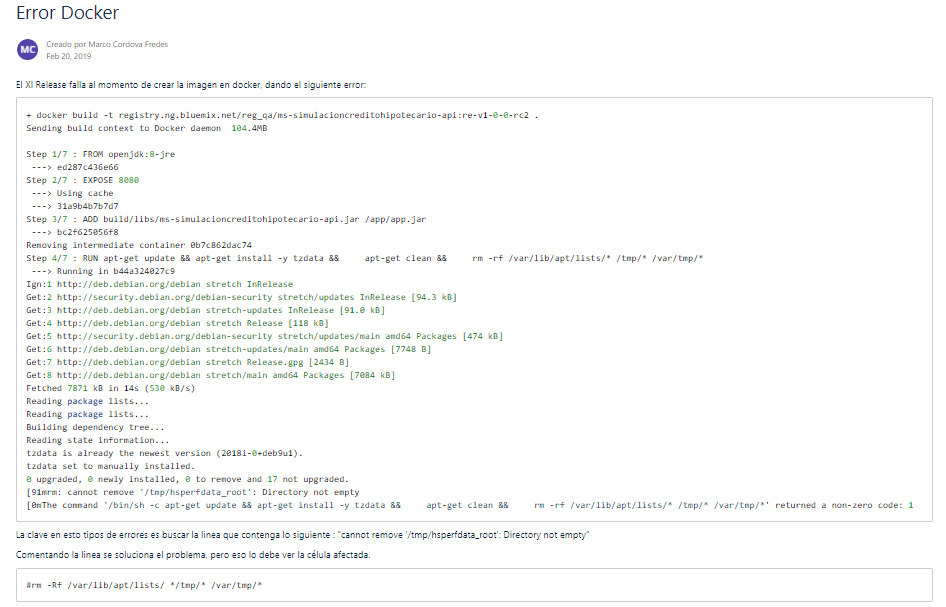 Error Docker
MC
Creado por Marco Cordova Fredes
Feb 20, 2019
El XI Release falla al momento de crear la imagen en docker, dando el siguiente error:
+ docker build -t registry.ng.bluemix.net/reg_qa/ms-simulacioncreditohipotecario-api:re-v1-0-0-rc2 .
Sending build context to Docker daemon  104.4MB
Step 1/7 : FROM openjdk:8-jre
---> ed287c436e66
Step 2/7 : EXPOSE 8080
---> Using cache
---> 31a9b4b7b7d7
Step 3/7 : ADD build/libs/ms-simulacioncreditohipotecario-api.jar /app/app.jar
---> bc2f625056f8
Removing intermediate container 0b7c862dac74
Step 4/7 : RUN apt-get update && apt-get install -y tzdata &&     apt-get clean &&     rm -rf /var/lib/apt/lists/* /tmp/* /var/tmp/*
---> Running in b44a324027c9
Ign:1 http://deb.debian.org/debian stretch InRelease
Get:2 http://security.debian.org/debian-security stretch/updates InRelease [94.3 kB]
Get:3 http://deb.debian.org/debian stretch-updates InRelease [91.0 kB]
Get:4 http://deb.debian.org/debian stretch Release [118 kB]
Get:5 http://security.debian.org/debian-security stretch/updates/main amd64 Packages [474 kB]
Get:6 http://deb.debian.org/debian stretch-updates/main amd64 Packages [7748 B]
Get:7 http://deb.debian.org/debian stretch Release.gpg [2434 B]
Get:8 http://deb.debian.org/debian stretch/main amd64 Packages [7084 kB]
Fetched 7871 kB in 14s (530 kB/s)
Reading package lists...
Reading package lists...
Building dependency tree...
Reading state information...
tzdata is already the newest version (2018i-0+deb9u1).
tzdata set to manually installed.
0 upgraded, 0 newly installed, 0 to remove and 17 not upgraded.
[91mrm: cannot remove '/tmp/hsperfdata_root': Directory not empty
[0mThe command '/bin/sh -c apt-get update && apt-get install -y tzdata &&     apt-get clean &&     rm -rf /var/lib/apt/lists/* /tmp/* /var/tmp/*' returned a non-zero code: 1
La clave en esto tipos de errores es buscar la linea que contenga lo siguiente : "cannot remove '/tmp/hsperfdata_root': Directory not empty"
Comentando la linea se soluciona el problema, pero eso lo debe ver la célula afectada.
#rm -Rf /var/lib/apt/lists/ */tmp/* /var/tmp/*